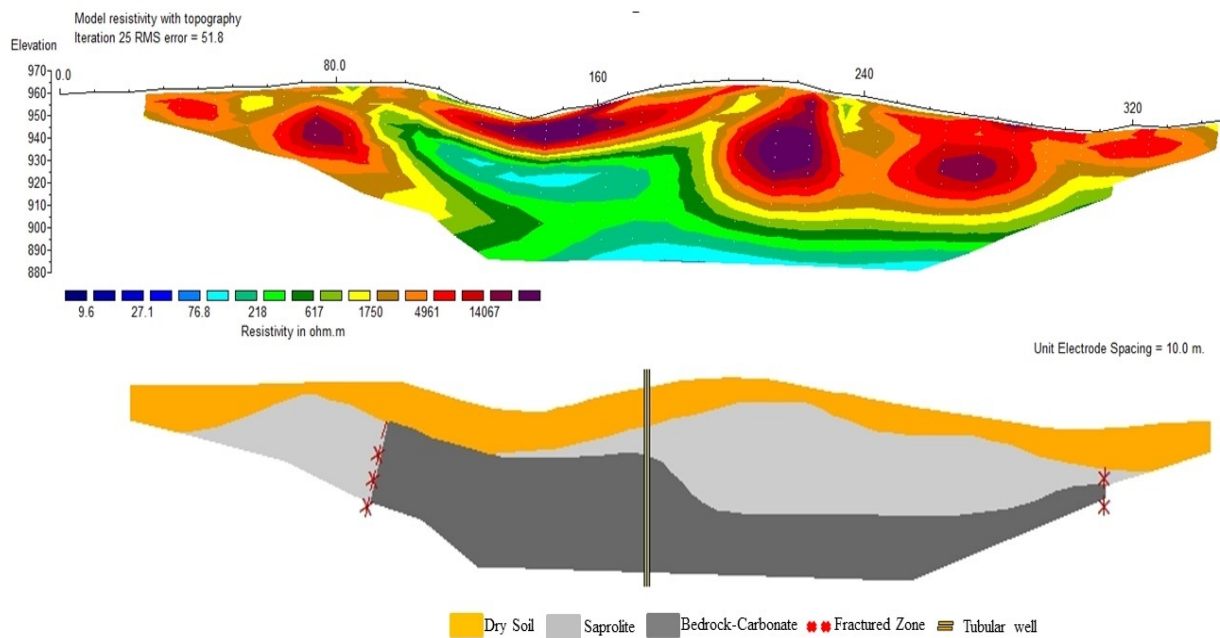 Model resistivity with topography
Iteration 25 RMS error = 51.8
Elevation
970
960
950
940
930
920
910
900
890
880
0.0
80.0
160
240
320
9.6 27.1 76.8 218 617 1750 4961 14067
Resistivity in ohm.m
Unit Electrode Spacing = 10.0 m.
Dry Soil Saprolite Bedrock-Carbonate Fractured Zone Tubular well